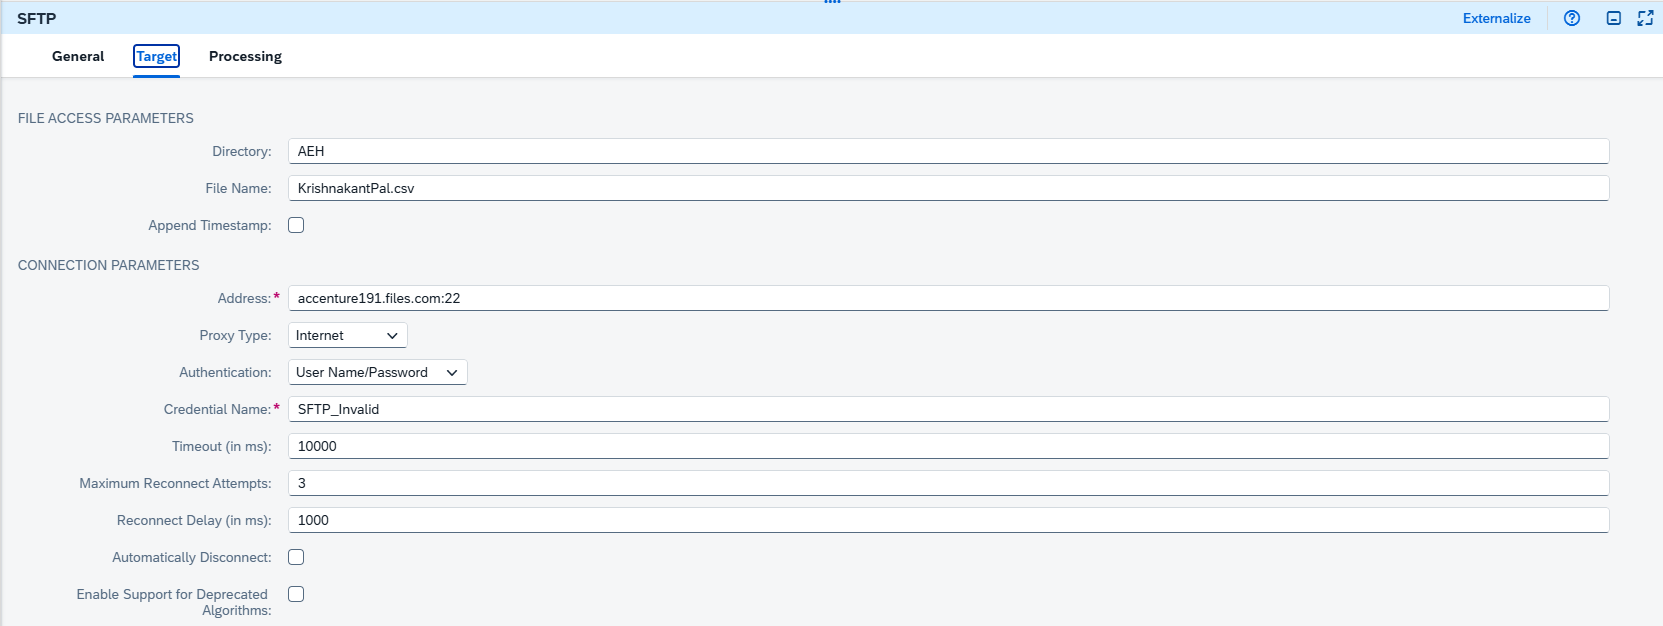 SFTP
Externalize
General Target Processing
FILE ACCESS PARAMETERS
Directory: AEH
File Name: KrishnakantPal.csv
Append Timestamp:
CONNECTION PARAMETERS
Address:* accenture191.files.com:22
Proxy Type: Internet
Authentication: User Name/Password
Credential Name:* SFTP_Invalid
Timeout (in ms): 10000
Maximum Reconnect Attempts: 3
Reconnect Delay (in ms): 1000
Automatically Disconnect:
Enable Support for Deprecated
Algorithms: